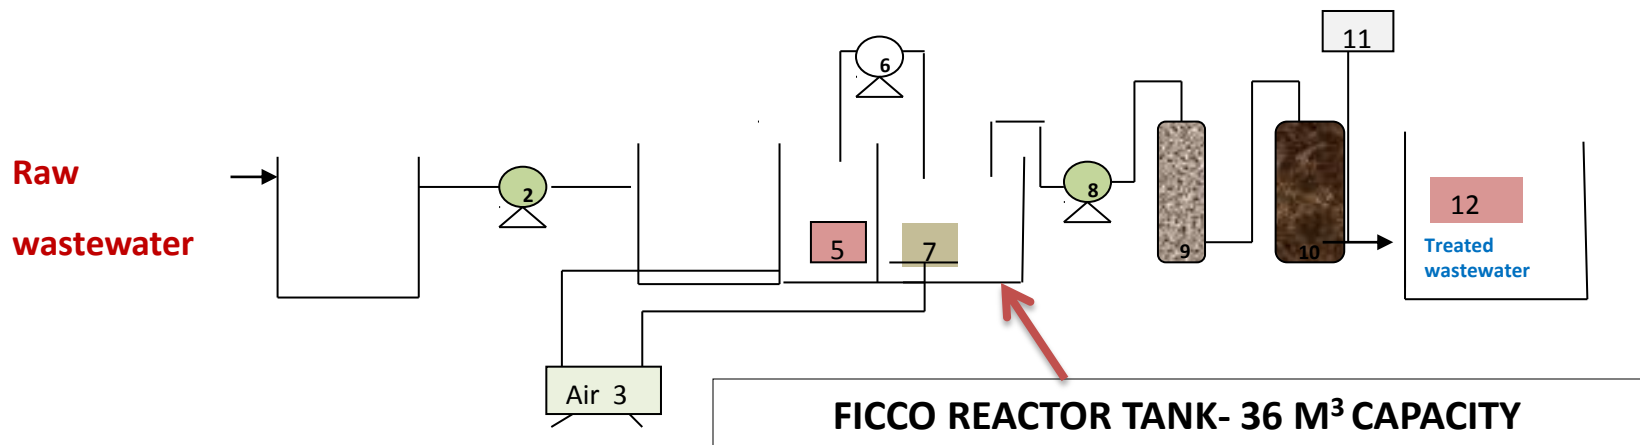 Raw
wastewater
2
Air 3
5
6
7
8
9
10
11
12
Treated
wastewater
FICCO REACTOR TANK- 36 M³ CAPACITY